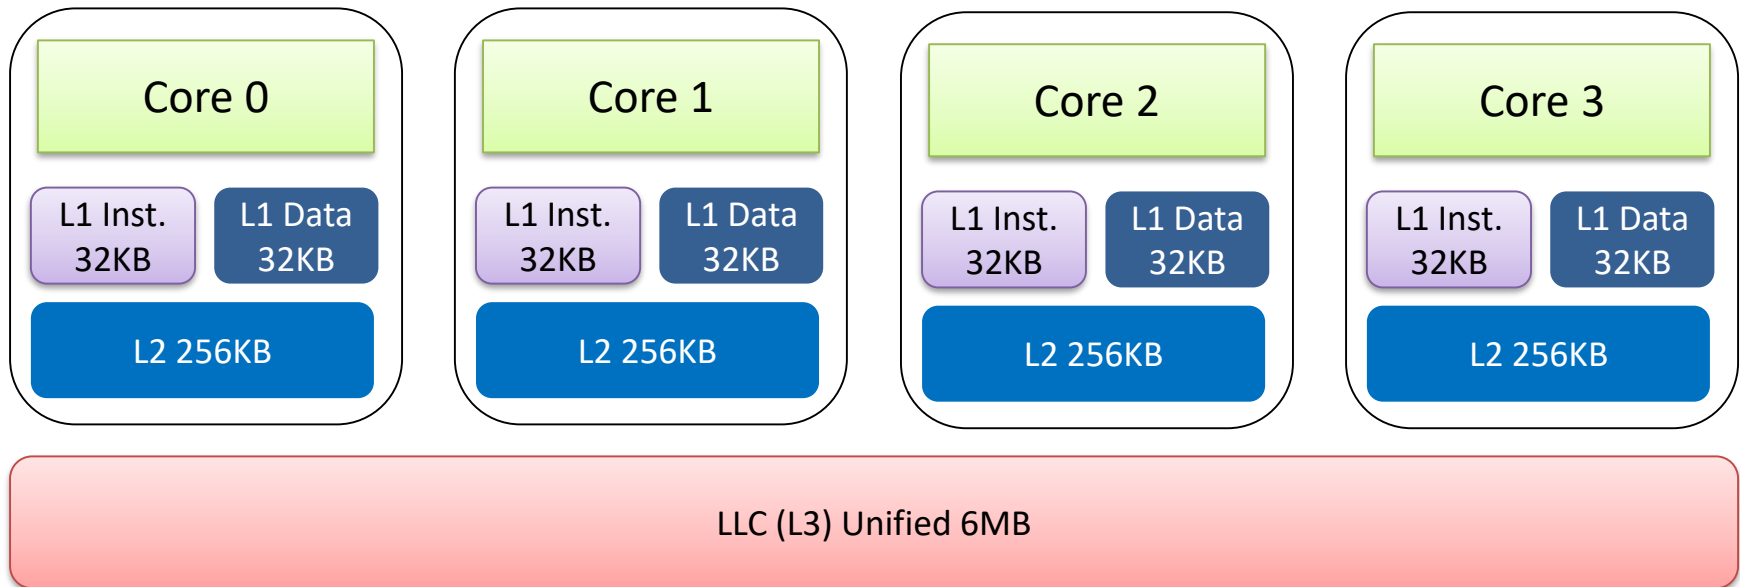 Core 0
L1 Inst.
32KB
L1 Data
32KB
L2 256KB
Core 1
L1 Inst.
32KB
L1 Data
32KB
L2 256KB
Core 2
L1 Inst.
32KB
L1 Data
32KB
L2 256KB
Core 3
L1 Inst.
32KB
L1 Data
32KB
L2 256KB
LLC (L3) Unified 6MB